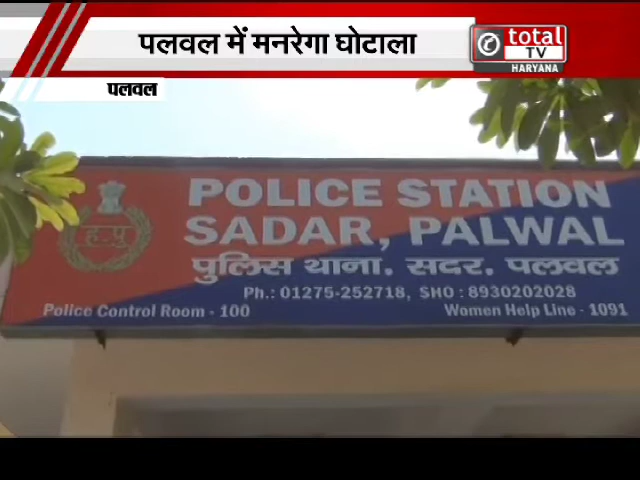 पलवल में मनरेगा घोटाला
total
TV
HARYANA
पलवल
POLICE STATION
SADAR, PALWAL
पुलिस थाना. सदर. पलवल
Ph.: 01275-252718, SHO : 8930202028
Police Control Room - 100
Women Help Line - 1091
ह.पु